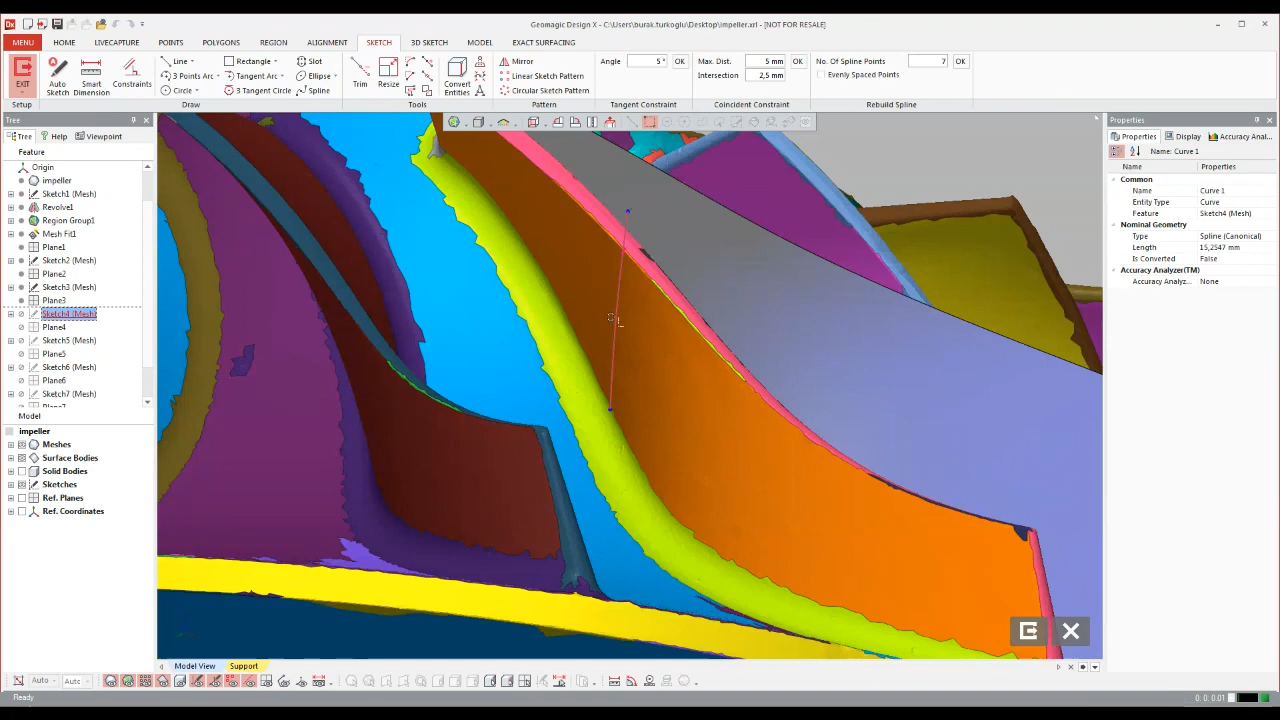 Geomagic Design X - C:\Users\burak.turkoglu\Desktop\impeller.xrl - [NOT FOR RESALE]
MENU HOME LIVECAPTURE POINTS POLYGONS REGION ALIGNMENT SKETCH 3D SKETCH MODEL EXACT SURFACING
EXIT
Auto Sketch
Smart Dimension
Constraints
Line
3 Points Arc
Circle
Rectangle
Tangent Arc
3 Tangent Circle
Slot
Ellipse
Spline
Trim
Resize
Convert Entities
Mirror
Linear Sketch Pattern
Circular Sketch Pattern
Angle 5 ° OK
Max. Dist. 5 mm OK
Intersection 2,5 mm
No. Of Spline Points 7 OK
Evenly Spaced Points
Setup Draw Tools Pattern Tangent Constraint Coincident Constraint Rebuild Spline
Tree
Tree Help Viewpoint
Feature
Origin
impeller
Sketch1 (Mesh)
Revolve1
Region Group1
Mesh Fit1
Plane1
Sketch2 (Mesh)
Plane2
Sketch3 (Mesh)
Plane3
Sketch4 (Mesh)
Plane4
Sketch5 (Mesh)
Plane5
Sketch6 (Mesh)
Plane6
Sketch7 (Mesh)
Plane7
Model
impeller
Meshes
Surface Bodies
Solid Bodies
Sketches
Ref. Planes
Ref. Coordinates
Properties
Properties Display Accuracy Anal...
Name: Curve 1
Name Properties
Common
Name Curve 1
Entity Type Curve
Feature Sketch4 (Mesh)
Nominal Geometry
Type Spline (Canonical)
Length 15,2547 mm
Is Converted False
Accuracy Analyzer(TM)
Accuracy Analyz... None
Model View Support
Auto Auto
Ready
0. 0. 0.01